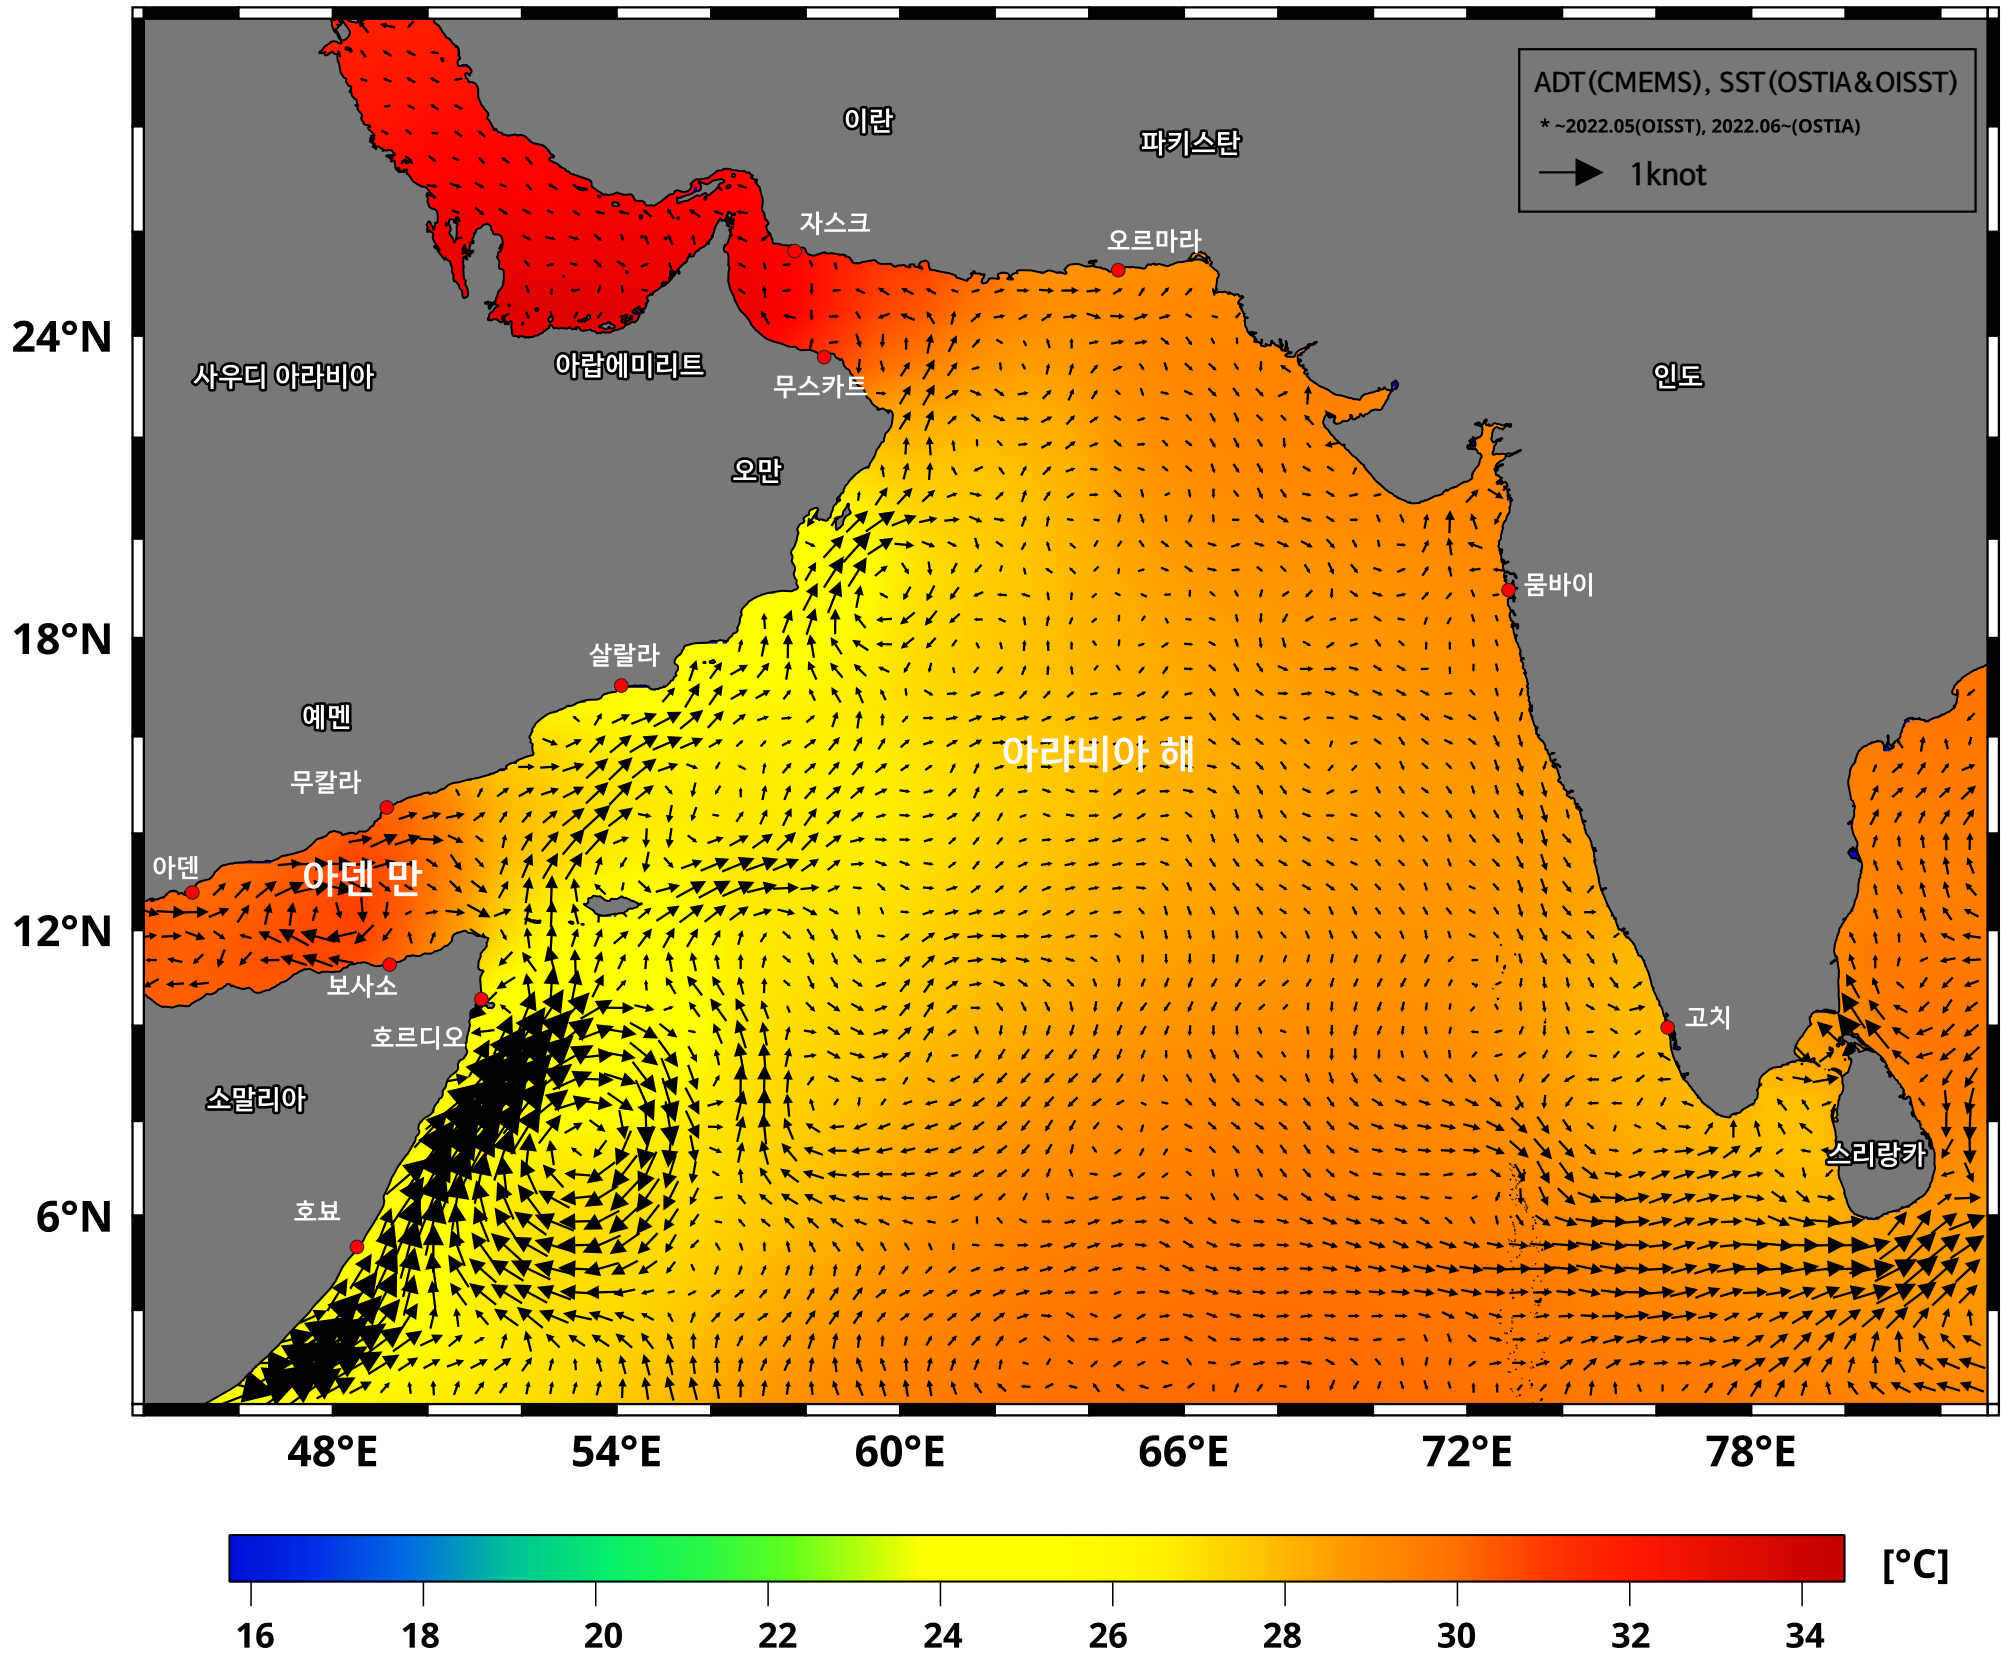 ADT(CMEMS), SST(OSTIA&OISST)
* ~2022.05(OISST), 2022.06~(OSTIA)
1knot
이란
파키스탄
자스크
오르마라
24°N
사우디 아라비아
아랍에미리트
무스카트
인도
오만
뭄바이
18°N
살랄라
예멘
아라비아 해
무칼라
아덴
아덴 만
12°N
보사소
고치
호르디오
소말리아
스리랑카
호뵤
6°N
48°E 54°E 60°E 66°E 72°E 78°E
[°C]
16 18 20 22 24 26 28 30 32 34